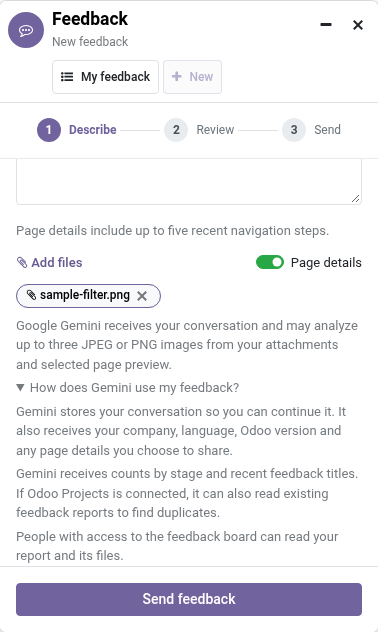 Feedback
New feedback
My feedback
New
1 Describe
2 Review
3 Send
Page details include up to five recent navigation steps.
Add files
Page details
sample-filter.png
Google Gemini receives your conversation and may analyze
up to three JPEG or PNG images from your attachments
and selected page preview.
▼ How does Gemini use my feedback?
Gemini stores your conversation so you can continue it. It
also receives your company, language, Odoo version and
any page details you choose to share.
Gemini receives counts by stage and recent feedback titles.
If Odoo Projects is connected, it can also read existing
feedback reports to find duplicates.
People with access to the feedback board can read your
report and its files.
Send feedback